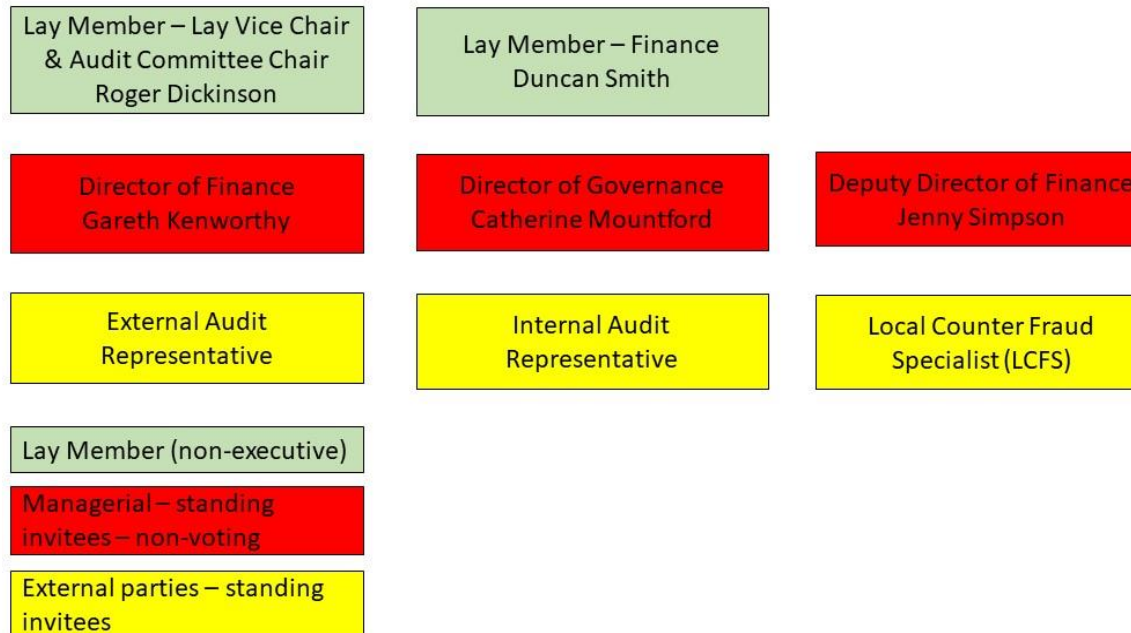 Lay Member – Lay Vice Chair
& Audit Committee Chair
Roger Dickinson
Lay Member – Finance
Duncan Smith
Director of Finance
Gareth Kenworthy
Director of Governance
Catherine Mountford
Deputy Director of Finance
Jenny Simpson
External Audit
Representative
Internal Audit
Representative
Local Counter Fraud
Specialist (LCFS)
Lay Member (non-executive)
Managerial – standing
invitees – non-voting
External parties – standing
invitees